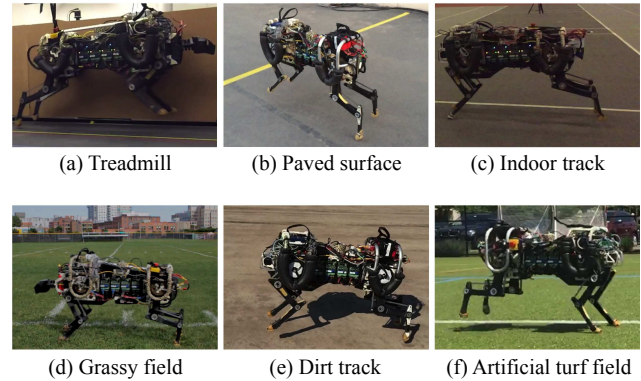 (a) Treadmill
(b) Paved surface
(c) Indoor track
(d) Grassy field
(e) Dirt track
(f) Artificial turf field